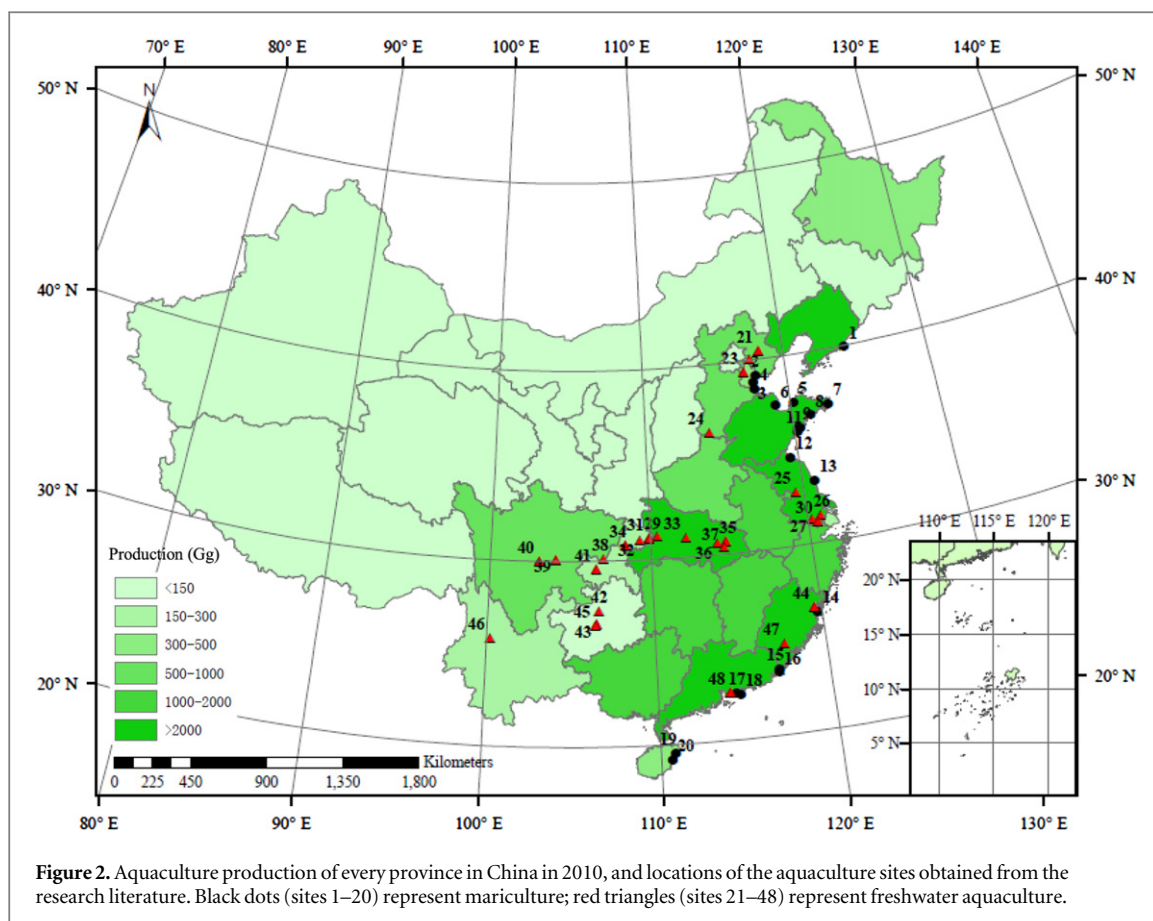 70° E 80° E 90° E 100° E 110° E 120° E 130° E 140° E
50° N 50° N
N
40° N 40° N
30° N 30° N
20° N 20° N
21 1
23 2
4
3 6 5 7
8
24 11 9
12
25 13
30 26
27
34 31 29 33 37 35
32 36
40 38
39 41
42
45
43
46
44 14
47
15 16
48 17 18
19 20
Production (Gg)
<150
150-300
300-500
500-1000
1000-2000
>2000
Kilometers
0 225 450 900 1,350 1,800
110° E 115° E 120° E
20° N
15° N
10° N
5° N
80° E 90° E 100° E 110° E 120° E 130° E
Figure 2. Aquaculture production of every province in China in 2010, and locations of the aquaculture sites obtained from the
research literature. Black dots (sites 1–20) represent mariculture; red triangles (sites 21–48) represent freshwater aquaculture.